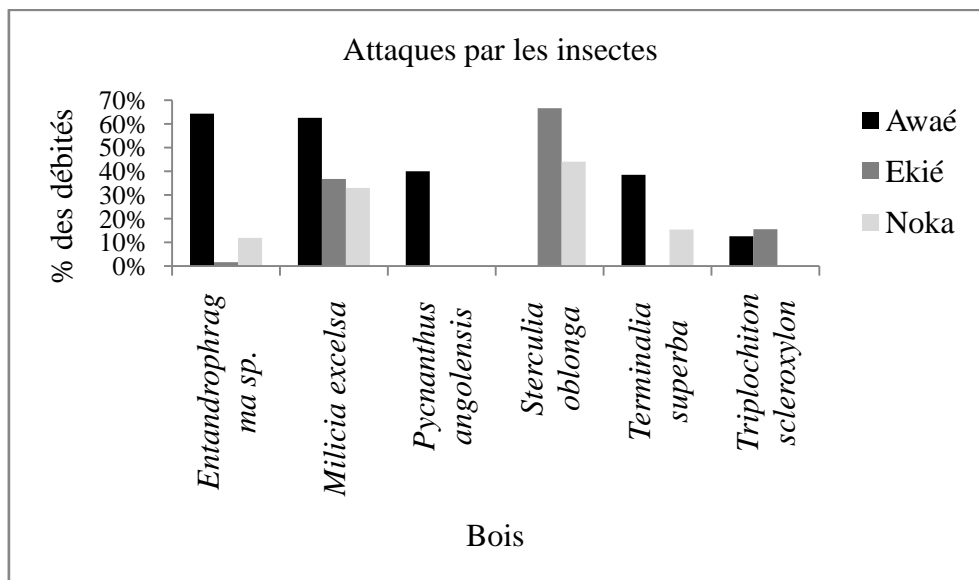 Attaques par les insectes
% des débités
70%
60%
50%
40%
30%
20%
10%
0%
Awaé
Ekié
Noka
Entandrophrag
ma sp.
Milicia excelsa
Pycnanthus
angolensis
Sterculia
oblonga
Terminalia
superba
Triplochiton
scleroxylon
Bois